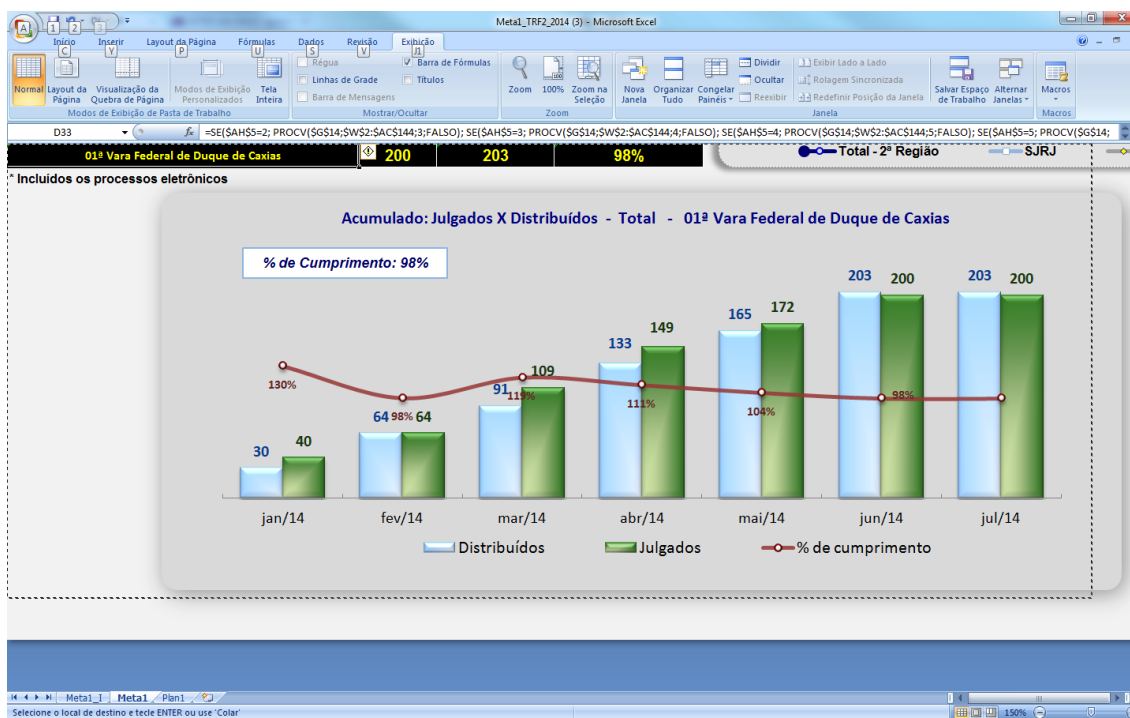 Meta1_TRF2_2014 (3) - Microsoft Excel
A 1 2 3
Início Inserir Layout da Página Fórmulas Dados Revisão Exibição
C Y P U S V JI
Normal
Layout da Página
Visualização da Quebra de Página
Modos de Exibição Personalizados
Tela Inteira
Modos de Exibição de Pasta de Trabalho
Régua
Linhas de Grade
Barra de Mensagens
Barra de Fórmulas
Títulos
Mostrar/Ocultar
Zoom
100%
Zoom na Seleção
Zoom
Nova Janela
Organizar Tudo
Congelar Painéis
Dividir
Ocultar
Reexibir
Exibir Lado a Lado
Rolagem Sincronizada
Redefinir Posição da Janela
Salvar Espaço de Trabalho
Alternar Janelas
Janela
Macros
Macros
D33 fx =SE($AH$5=2; PROCV($G$14;$W$2:$AC$144;3;FALSO); SE($AH$5=3; PROCV($G$14;$W$2:$AC$144;4;FALSO); SE($AH$5=4; PROCV($G$14;$W$2:$AC$144;5;FALSO); SE($AH$5=5; PROCV($G$14;
01ª Vara Federal de Duque de Caxias 200 203 98%
Total - 2ª Região SJRJ
* Incluidos os processos eletrônicos
Acumulado: Julgados X Distribuídos - Total - 01ª Vara Federal de Duque de Caxias
% de Cumprimento: 98%
203 200 203 200
165 172
133 149
91 109
64 64
30 40
130% 98% 119% 111% 104% 98%
jan/14 fev/14 mar/14 abr/14 mai/14 jun/14 jul/14
Distribuídos Julgados % de cumprimento
Meta1_I Meta1 Plan1
Selecione o local de destino e tecle ENTER ou use 'Colar'
150%